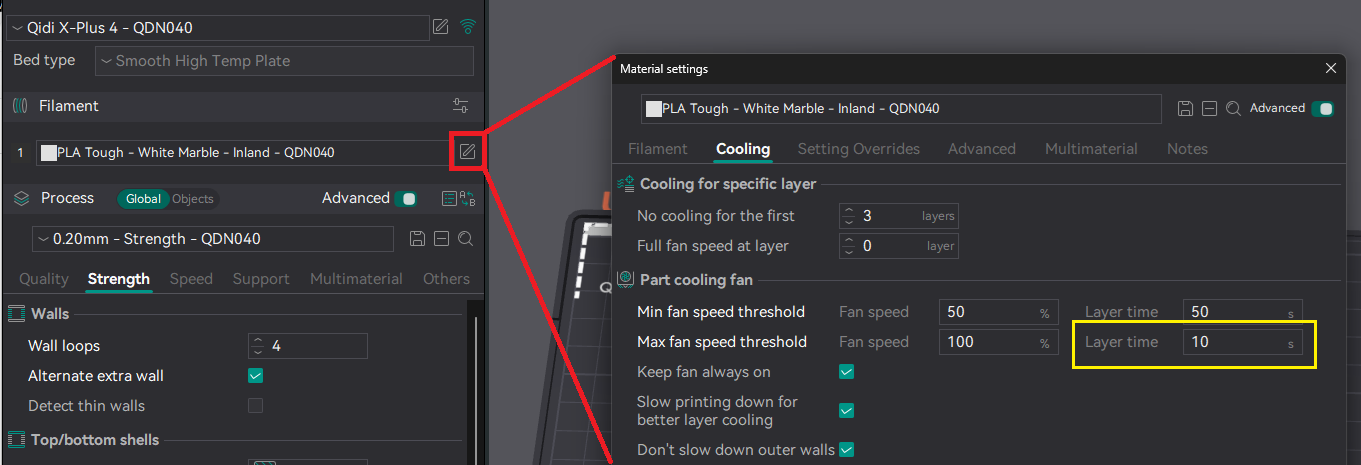 Qidi X-Plus 4 - QDN040
Bed type
Smooth High Temp Plate
Filament
1
PLA Tough - White Marble - Inland - QDN040
Process
Global
Objects
Advanced
0.20mm - Strength - QDN040
Quality
Strength
Speed
Support
Multimaterial
Others
Walls
Wall loops
4
Alternate extra wall
Detect thin walls
Top/bottom shells
Material settings
PLA Tough - White Marble - Inland - QDN040
Advanced
Filament
Cooling
Setting Overrides
Advanced
Multimaterial
Notes
Cooling for specific layer
No cooling for the first
3
layers
Full fan speed at layer
0
layer
Part cooling fan
Min fan speed threshold
Fan speed
50
%
Layer time
50
s
Max fan speed threshold
Fan speed
100
%
Layer time
10
s
Keep fan always on
Slow printing down for
better layer cooling
Don't slow down outer walls